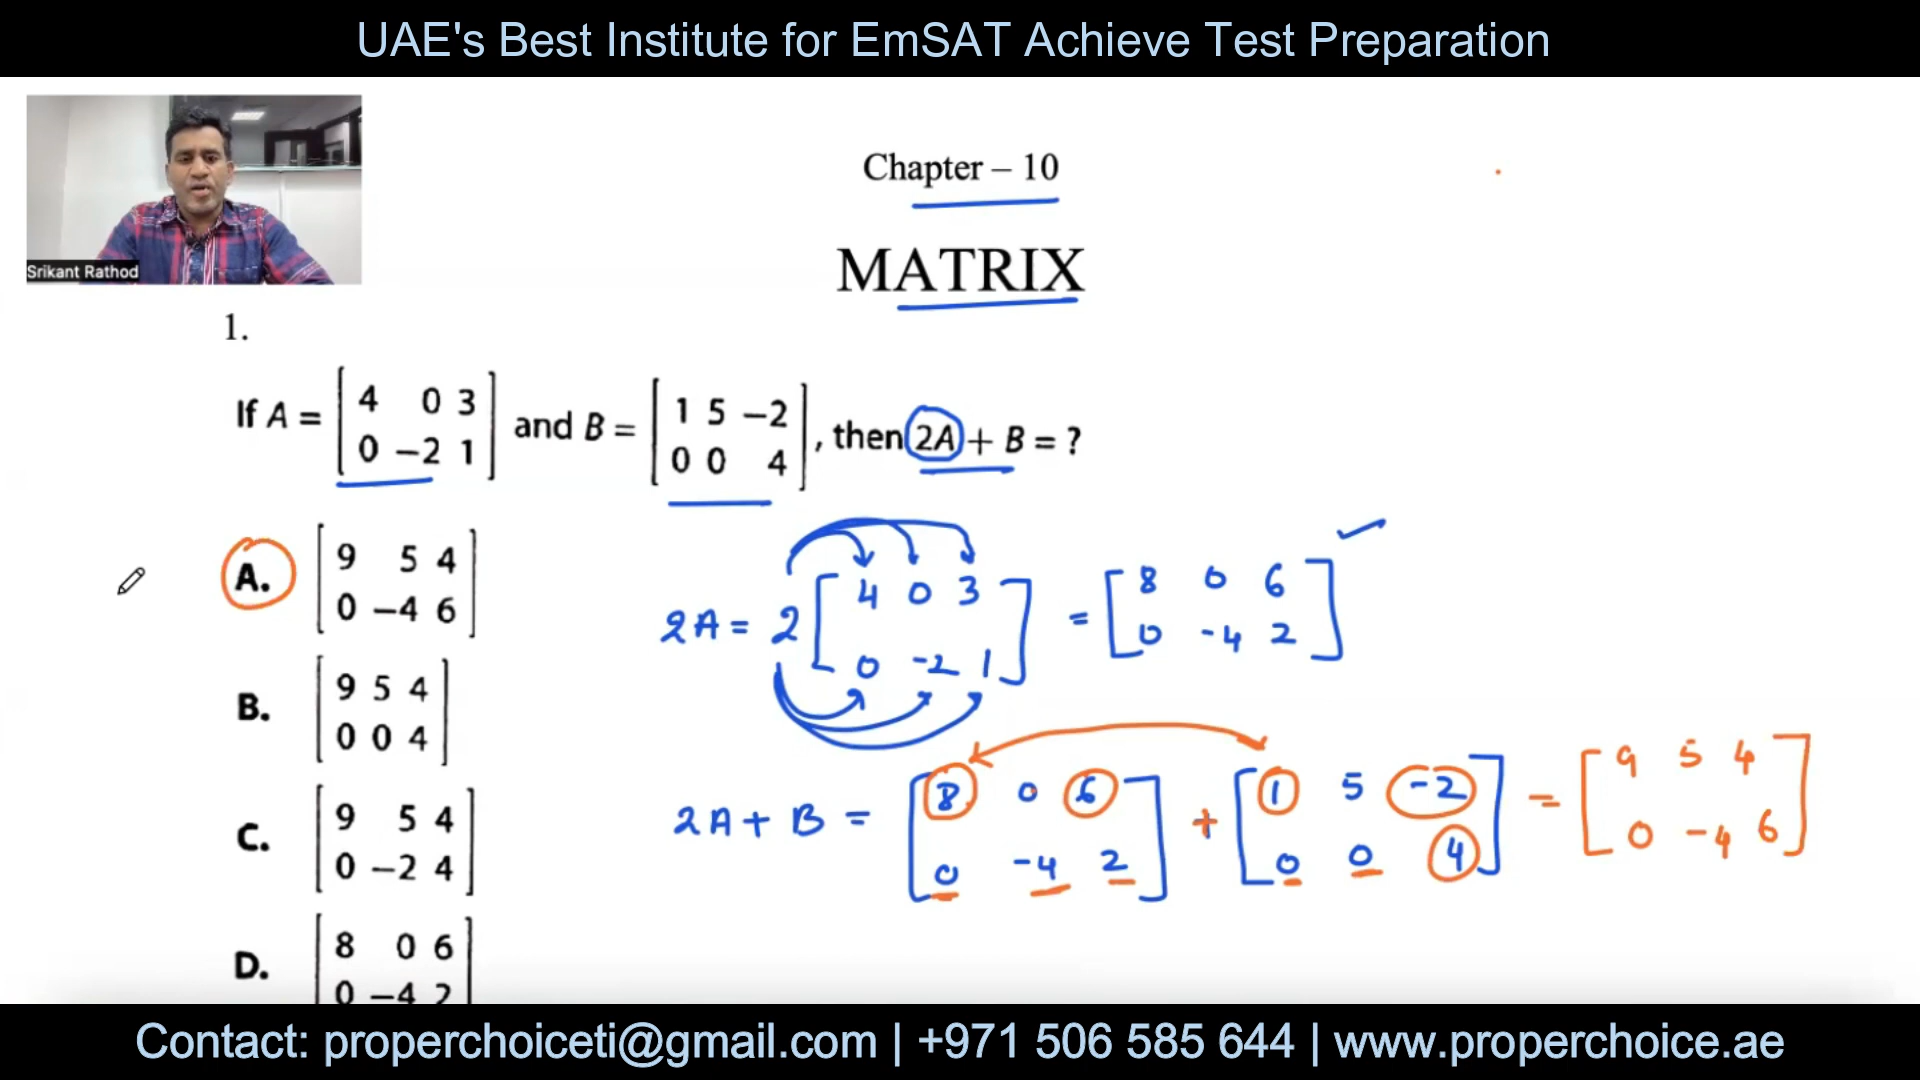 UAE's Best Institute for EmSAT Achieve Test Preparation
Srikant Rathod
Chapter – 10
MATRIX
1.
If A = [4 0 3
0 −2 1] and B = [1 5 −2
0 0 4], then 2A + B = ?
A. [9 5 4
0 −4 6]
B. [9 5 4
0 0 4]
C. [9 5 4
0 −2 4]
D. [8 0 6
0 −4 2
2A = 2 [4 0 3
0 -2 1] = [8 0 6
0 -4 2]
2A + B = [8 0 6
0 -4 2] + [1 5 -2
0 0 4] = [9 5 4
0 -4 6]
Contact: properchoiceti@gmail.com | +971 506 585 644 | www.properchoice.ae